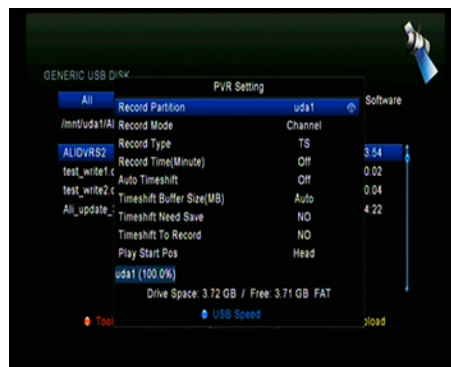 GENERIC USB DISK
PVR Setting
All
Software
Record Partition uda1
/mnt/uda1/Al
Record Mode Channel
Record Type TS
ALIDVRS2 3.54
Record Time(Minute) Off
test_write1.c 0.02
Auto Timeshift Off
test_write2.c 0.04
Timeshift Buffer Size(MB) Auto
Ali_update_ 4:22
Timeshift Need Save NO
Timeshift To Record NO
Play Start Pos Head
uda1 (100.0%)
Drive Space: 3.72 GB / Free: 3.71 GB FAT
USB Speed
Tool
pload